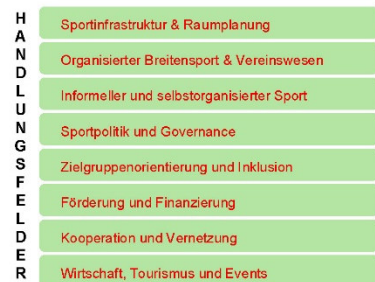 HANDLUNGSFELDER
Sportinfrastruktur & Raumplanung
Organisierter Breitensport & Vereinswesen
Informeller und selbstorganisierter Sport
Sportpolitik und Governance
Zielgruppenorientierung und Inklusion
Förderung und Finanzierung
Kooperation und Vernetzung
Wirtschaft, Tourismus und Events